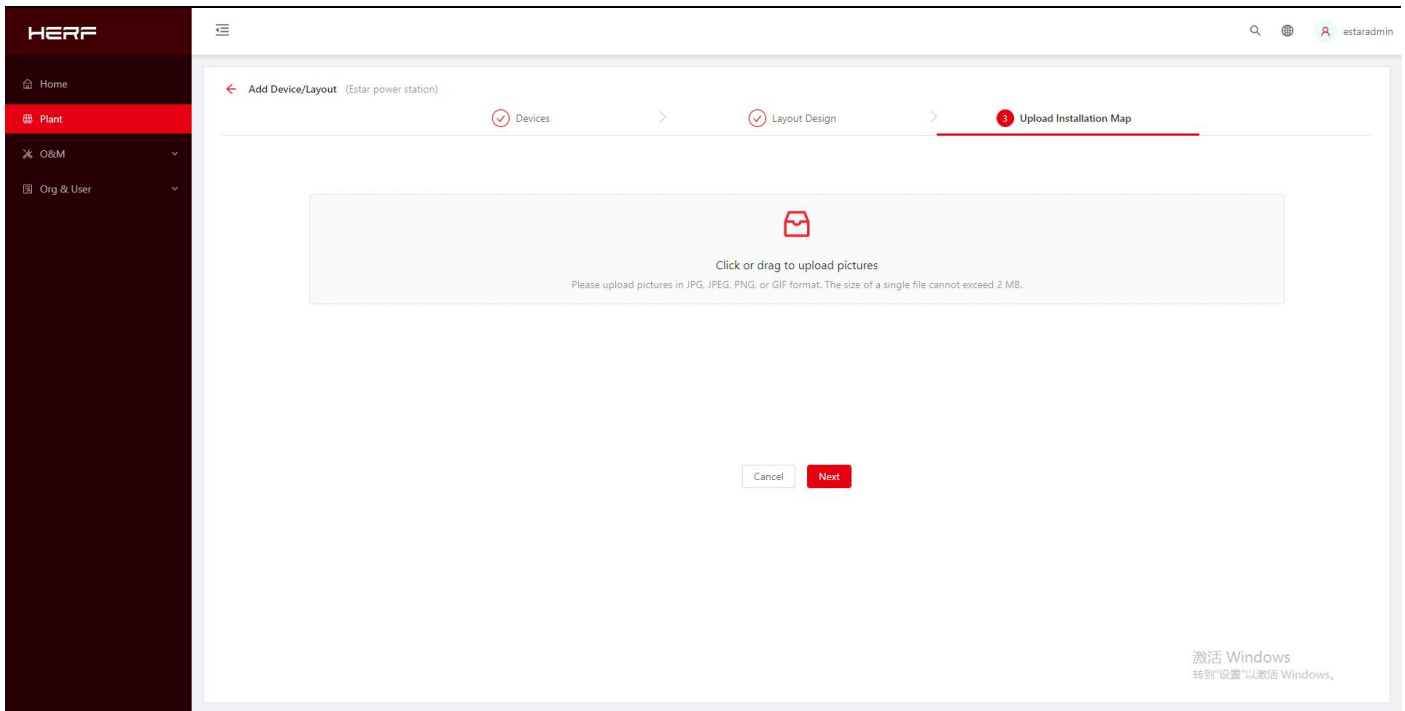 HERF
estaradmin
Home
Plant
O&M
Org & User
Add Device/Layout (Estar power station)
Devices
Layout Design
3 Upload Installation Map
Click or drag to upload pictures
Please upload pictures in JPG, JPEG, PNG, or GIF format. The size of a single file cannot exceed 2 MB.
Cancel
Next
激活 Windows
转到"设置"以激活 Windows。